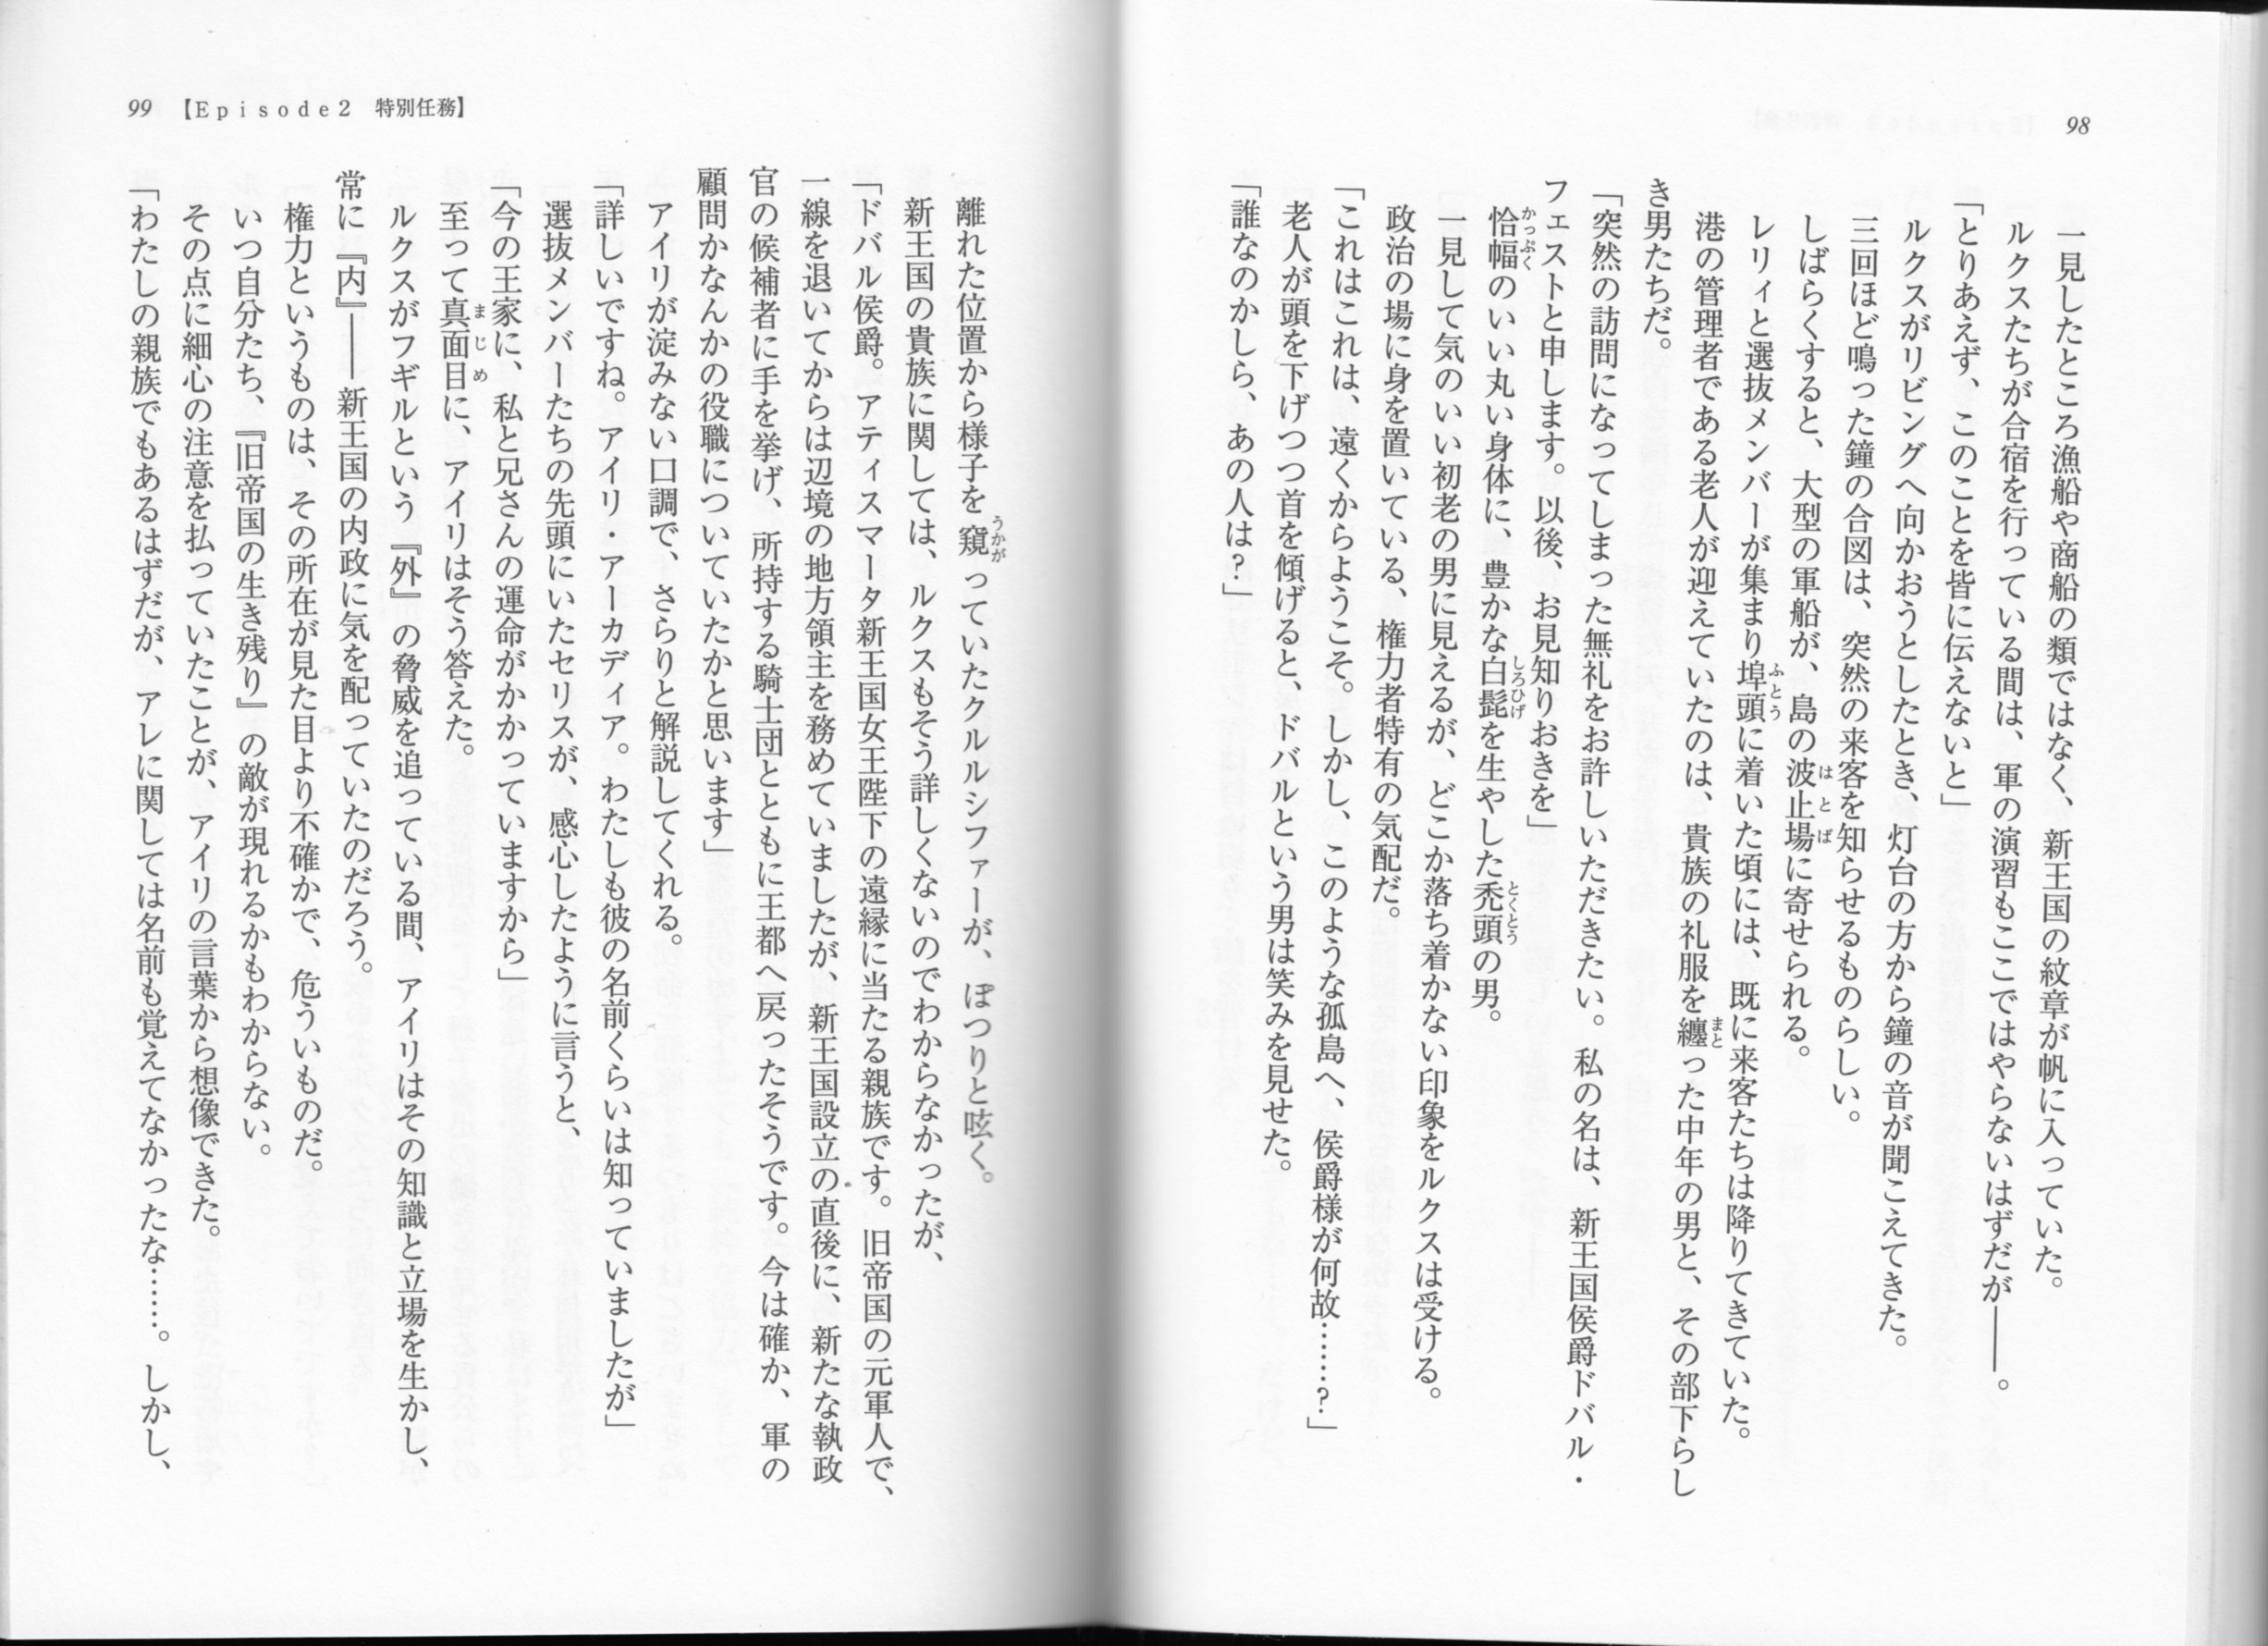 98
一見したところ漁船や商船の類ではなく、新王国の紋章が帆に入っていた。
ルクスたちが合宿を行っている間は、軍の演習もここではやらないはずだが――。
「とりあえず、このことを皆に伝えないと」
ルクスがリビングへ向かおうとしたとき、灯台の方から鐘の音が聞こえてきた。
三回ほど鳴った鐘の合図は、突然の来客を知らせるものらしい。
しばらくすると、大型の軍船が、島の波止場に寄せられる。
レリィと選抜メンバーが集まり埠頭に着いた頃には、既に来客たちは降りてきていた。
港の管理者である老人が迎えていたのは、貴族の礼服を纏った中年の男と、その部下らし
き男たちだ。
「突然の訪問になってしまった無礼をお許しいただきたい。私の名は、新王国侯爵ドバル・
フェストと申します。以後、お見知りおきを」
恰幅のいい丸い身体に、豊かな白髭を生やした禿頭の男。
一見して気のいい初老の男に見えるが、どこか落ち着かない印象をルクスは受ける。
政治の場に身を置いている、権力者特有の気配だ。
「これはこれは、遠くからようこそ。しかし、このような孤島へ、侯爵様が何故……?」
老人が頭を下げつつ首を傾げると、ドバルという男は笑みを見せた。
「誰なのかしら、あの人は?」
99 【Episode2 特別任務】
離れた位置から様子を窺っていたクルルシファーが、ぽつりと呟く。
新王国の貴族に関しては、ルクスもそう詳しくないのでわからなかったが、
「ドバル侯爵。アティスマータ新王国女王陛下の遠縁に当たる親族です。旧帝国の元軍人で、
一線を退いてからは辺境の地方領主を務めていましたが、新王国設立の直後に、新たな執政
官の候補者に手を挙げ、所持する騎士団とともに王都へ戻ったそうです。今は確か、軍の
顧問かなんかの役職についていたかと思います」
アイリが淀みない口調で、さらりと解説してくれる。
「詳しいですね。アイリ・アーカディア。わたしも彼の名前くらいは知っていましたが」
選抜メンバーたちの先頭にいたセリスが、感心したように言うと、
「今の王家に、私と兄さんの運命がかかっていますから」
至って真面目に、アイリはそう答えた。
ルクスがフギルという『外』の脅威を追っている間、アイリはその知識と立場を生かし、
常に『内』――新王国の内政に気を配っていたのだろう。
権力というものは、その所在が見た目より不確かで、危ういものだ。
いつ自分たち、『旧帝国の生き残り』の敵が現れるかもわからない。
その点に細心の注意を払っていたことが、アイリの言葉から想像できた。
「わたしの親族でもあるはずだが、アレに関しては名前も覚えてなかったな……。しかし、